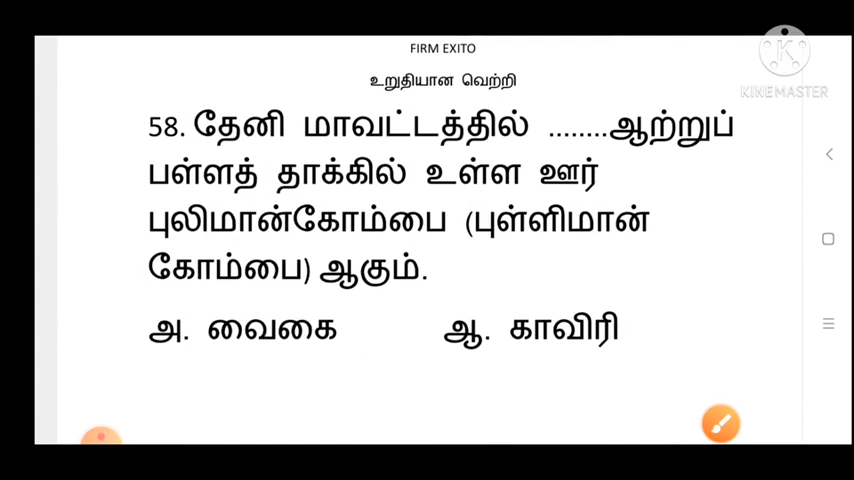 FIRM EXITO
உறுதியான வெற்றி
KINEMASTER
58. தேனி மாவட்டத்தில் ........ஆற்றுப்
பள்ளத் தாக்கில் உள்ள ஊர்
புலிமான்கோம்பை (புள்ளிமான்
கோம்பை) ஆகும்.
அ. வைகை ஆ. காவிரி